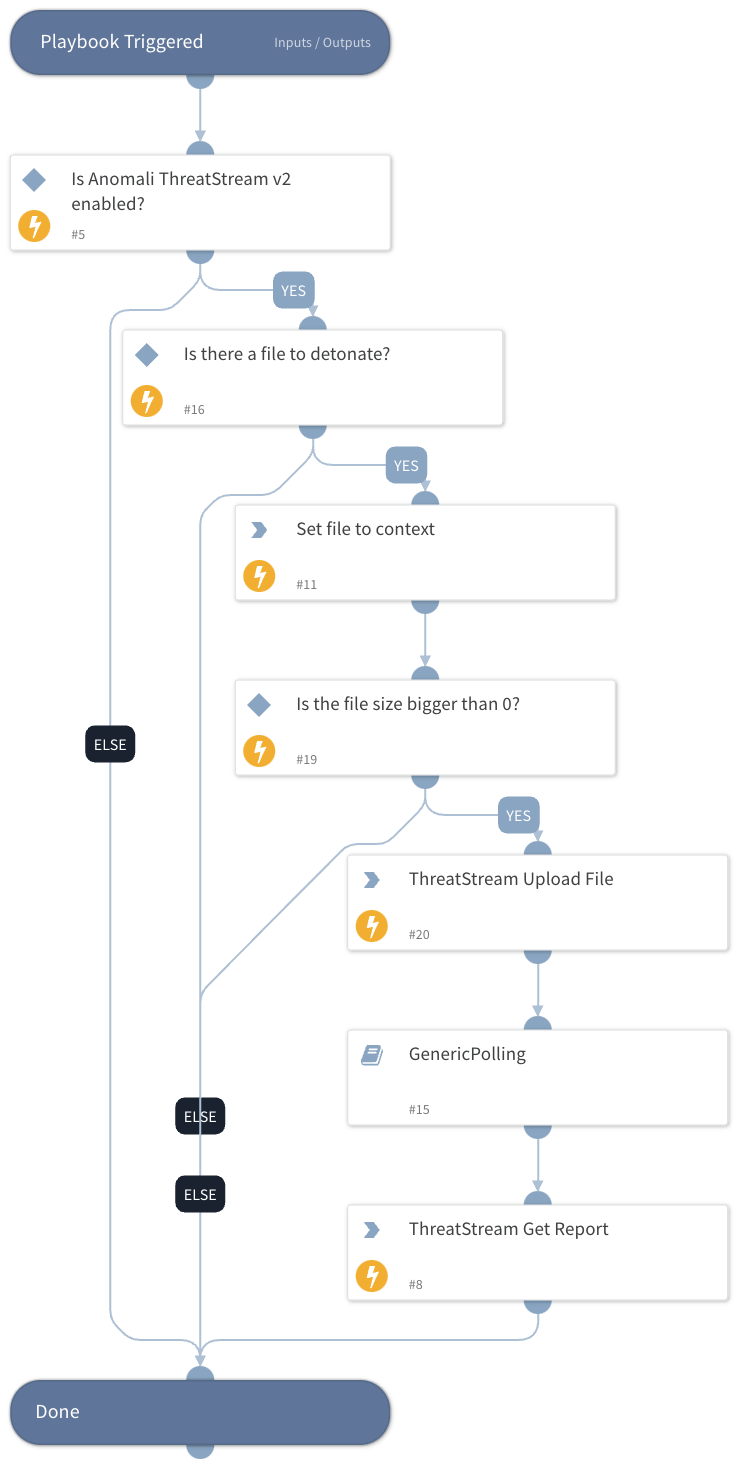 Playbook Triggered
Inputs / Outputs
Is Anomali ThreatStream v2
enabled?
#5
YES
Is there a file to detonate?
#16
YES
Set file to context
#11
Is the file size bigger than 0?
#19
ELSE
YES
ThreatStream Upload File
#20
GenericPolling
#15
ELSE
ELSE
ThreatStream Get Report
#8
Done